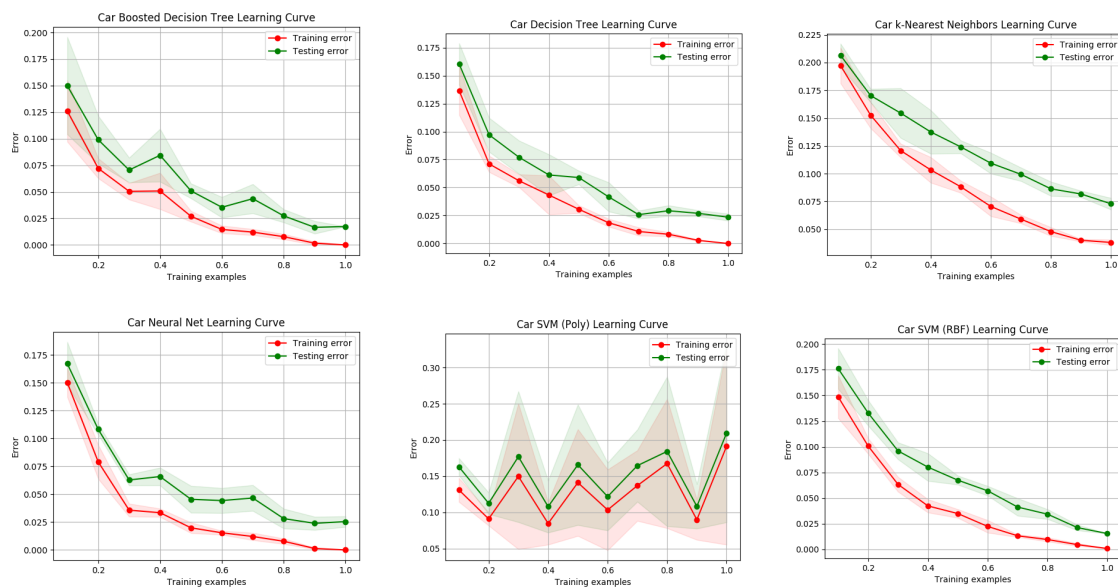 Car Boosted Decision Tree Learning Curve
0.200
0.175
0.150
0.125
0.100
0.075
0.050
0.025
0.000
Error
Training error
Testing error
0.2 0.4 0.6 0.8 1.0
Training examples
Car Decision Tree Learning Curve
0.175
0.150
0.125
0.100
0.075
0.050
0.025
0.000
Error
Training error
Testing error
0.2 0.4 0.6 0.8 1.0
Training examples
Car k-Nearest Neighbors Learning Curve
0.225
0.200
0.175
0.150
0.125
0.100
0.075
0.050
Error
Training error
Testing error
0.2 0.4 0.6 0.8 1.0
Training examples
Car Neural Net Learning Curve
0.175
0.150
0.125
0.100
0.075
0.050
0.025
0.000
Error
Training error
Testing error
0.2 0.4 0.6 0.8 1.0
Training examples
Car SVM (Poly) Learning Curve
0.30
0.25
0.20
0.15
0.10
0.05
Error
Training error
Testing error
0.2 0.4 0.6 0.8 1.0
Training examples
Car SVM (RBF) Learning Curve
0.200
0.175
0.150
0.125
0.100
0.075
0.050
0.025
0.000
Error
Training error
Testing error
0.2 0.4 0.6 0.8 1.0
Training examples